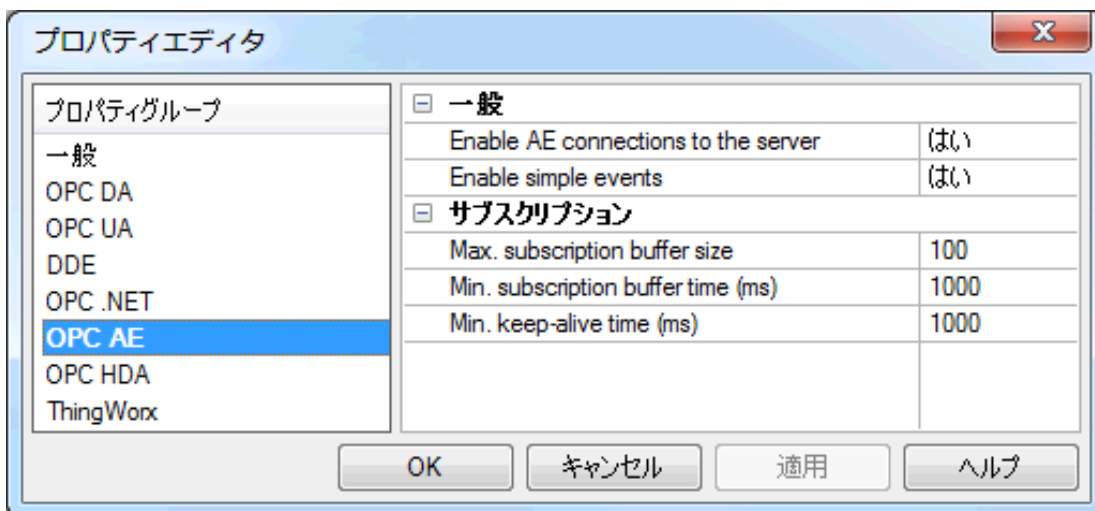 プロパティエディタ
プロパティグループ
一般
OPC DA
OPC UA
DDE
OPC .NET
OPC AE
OPC HDA
ThingWorx
一般
Enable AE connections to the server はい
Enable simple events はい
サブスクリプション
Max. subscription buffer size 100
Min. subscription buffer time (ms) 1000
Min. keep-alive time (ms) 1000
OK キャンセル 適用 ヘルプ